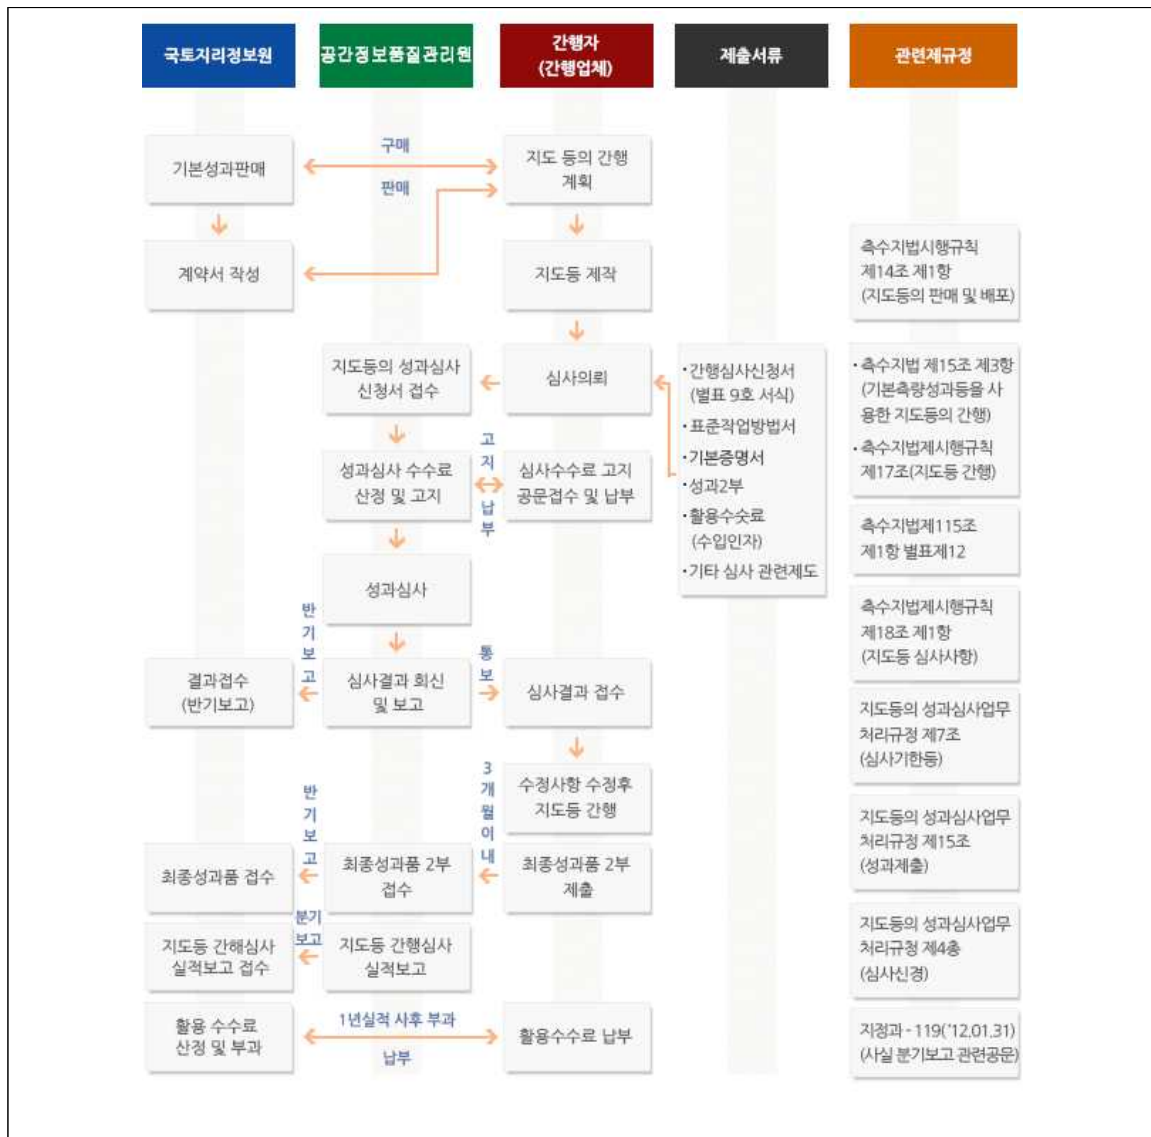 국토지리정보원
공간정보품질관리원
간행자
(간행업체)
제출서류
관련제규정
기본성과판매
구매
판매
지도 등의 간행
계획
계약서 작성
지도등 제작
측수지법시행규칙
제14조 제1항
(지도등의 판매 및 배포)
지도등의 성과심사
신청서 접수
심사의뢰
•간행심사신청서
(별표 9호 서식)
•표준작업방법서
•기본증명서
•성과2부
•활용수숫료
(수입인자)
•기타 심사 관련제도
• 측수지법 제15조 제3항
(기본측량성과등을 사
용한 지도등의 간행)
• 측수지법제시행규칙
제17조(지도등 간행)
성과심사 수수료
산정 및 고지
고지
납부
심사수수료 고지
공문접수 및 납부
측수지법제115조
제1항 별표제12
성과심사
측수지법제시행규칙
제18조 제1항
(지도등 심사사항)
결과접수
(반기보고)
반기보고
심사결과 회신
및 보고
통보
심사결과 접수
지도등의 성과심사업무
처리규정 제7조
(심사기한등)
수정사항 수정후
지도등 간행
3개월이내
지도등의 성과심사업무
처리규정 제15조
(성과제출)
최종성과품 접수
반기보고
최종성과품 2부
접수
최종성과품 2부
제출
지도등 간해심사
실적보고 접수
분기
보고
지도등 간행심사
실적보고
지도등의 성과심사업무
처리규청 제4총
(심사신경)
활용 수수료
산정 및 부과
1년실적 사후 부과
납부
활용수수료 납부
지정과 - 119('12.01.31)
(사실 분기보고 관련공문)